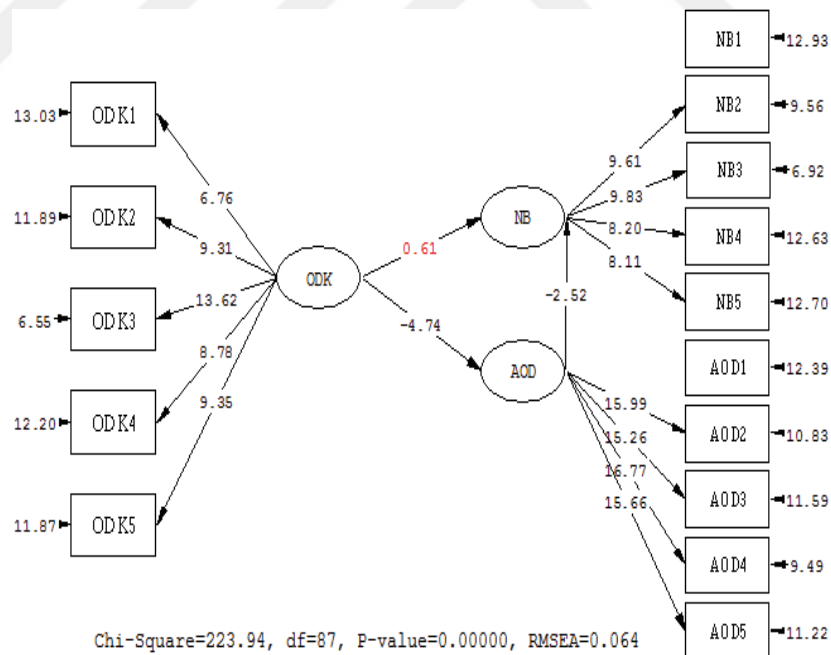 NB1
12.93
NB2
9.56
13.03
ODK1
NB3
6.92
9.61
9.83
6.76
11.89
ODK2
NB
8.20
NB4
12.63
9.31
0.61
8.11
ODK
NB5
12.70
13.62
-2.52
6.55
ODK3
-4.74
8.78
AOD1
12.39
AOD
9.35
15.99
12.20
ODK4
AOD2
10.83
15.26
16.77
15.66
AOD3
11.59
11.87
ODK5
AOD4
9.49
AOD5
11.22
Chi-Square=223.94, df=87, P-value=0.00000, RMSEA=0.064